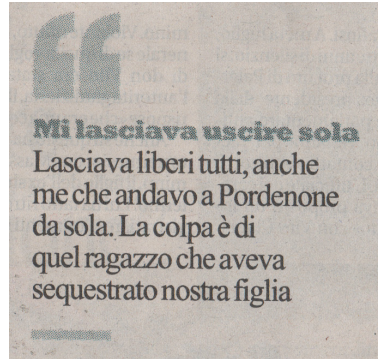 Mi lasciava uscire sola
Lasciava liberi tutti, anche
me che andavo a Pordenone
da sola. La colpa è di
quel ragazzo che aveva
sequestrato nostra figlia